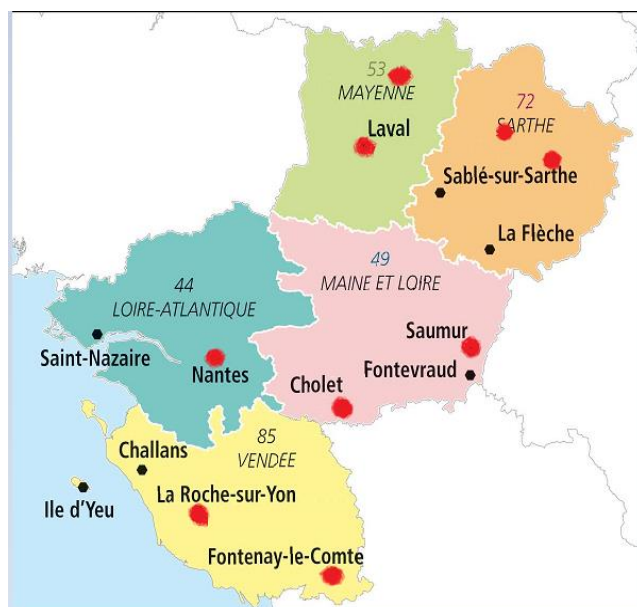 53
MAYENNE
Laval
72
SARTHE
Sablé-sur-Sarthe
La Flèche
44
LOIRE-ATLANTIQUE
49
MAINE ET LOIRE
Saint-Nazaire
Nantes
Saumur
Fontevraud
Cholet
85
VENDEE
Challans
Ile d'Yeu
La Roche-sur-Yon
Fontenay-le-Comte